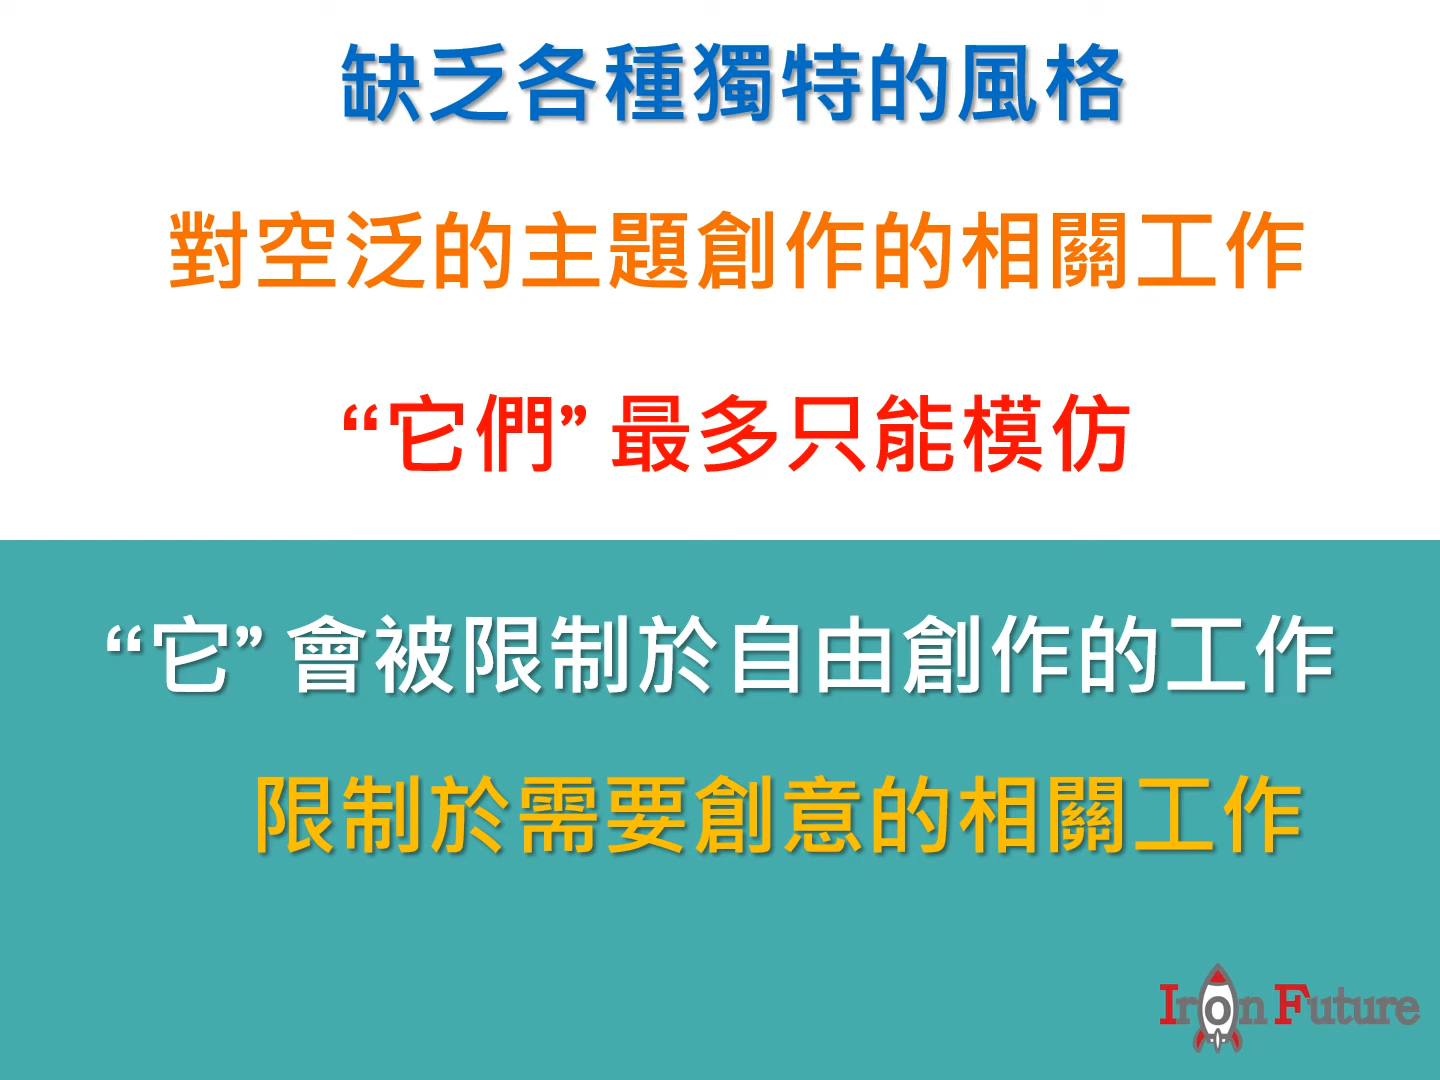 缺乏各種獨特的風格
對空泛的主題創作的相關工作
“它們” 最多只能模仿
“它” 會被限制於自由創作的工作
限制於需要創意的相關工作
Iron Future